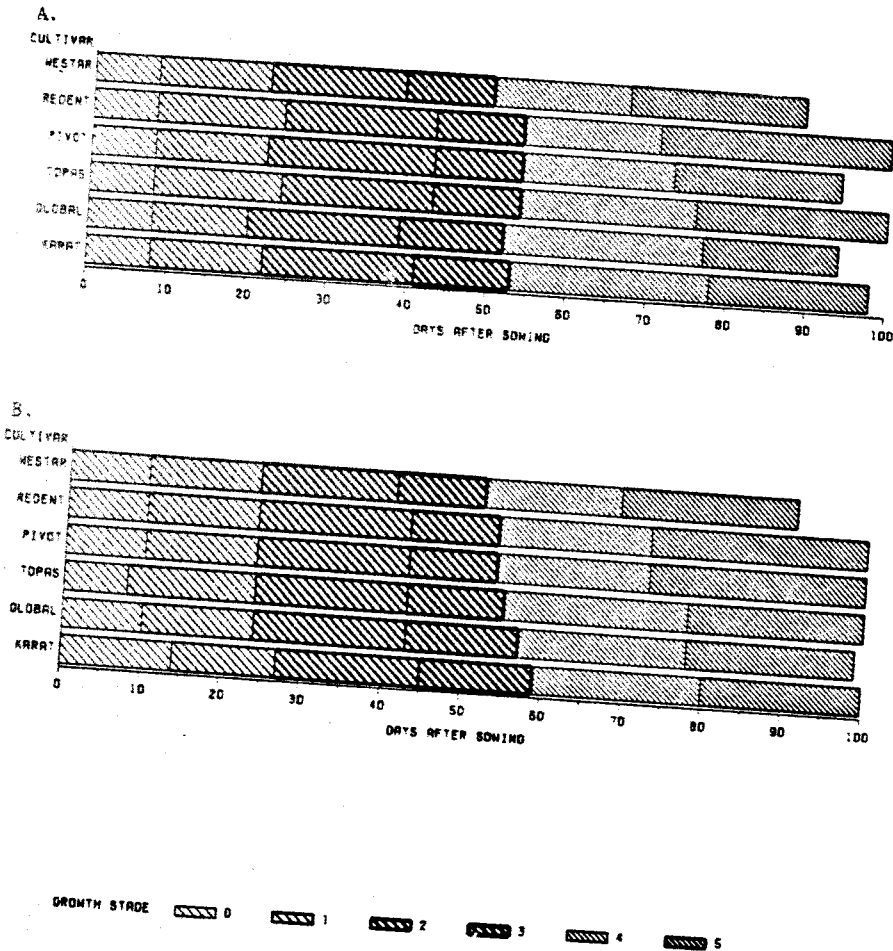 A.
CULTIVAR
WESTAR
REDENT
PIVOT
TOPAS
GLOBAL
KARAT
0 10 20 30 40 50 60 70 80 90 100
DAYS AFTER SOWING
B.
CULTIVAR
WESTAR
REDENT
PIVOT
TOPAS
GLOBAL
KARAT
0 10 20 30 40 50 60 70 80 90 100
DAYS AFTER SOWING
GROWTH STADE 0 1 2 3 4 5